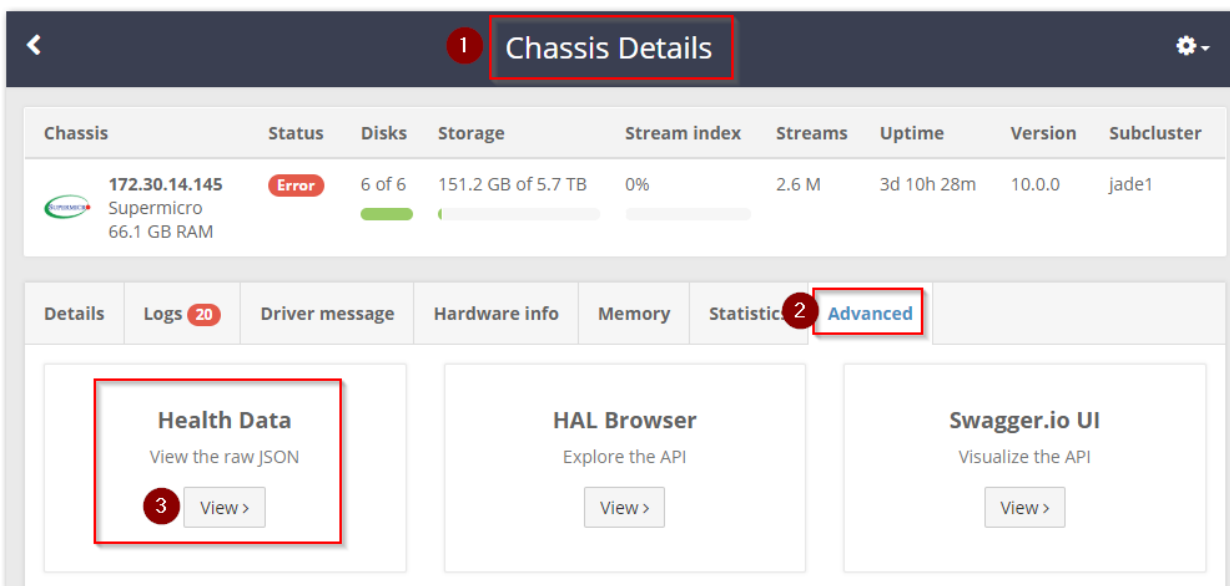 1 Chassis Details
Chassis Status Disks Storage Stream index Streams Uptime Version Subcluster
172.30.14.145 Error 6 of 6 151.2 GB of 5.7 TB 0% 2.6 M 3d 10h 28m 10.0.0 jade1
SUPERMICR
Supermicro
66.1 GB RAM
Details Logs 20 Driver message Hardware info Memory Statistics 2 Advanced
Health Data HAL Browser Swagger.io UI
View the raw JSON Explore the API Visualize the API
3 View > View > View >